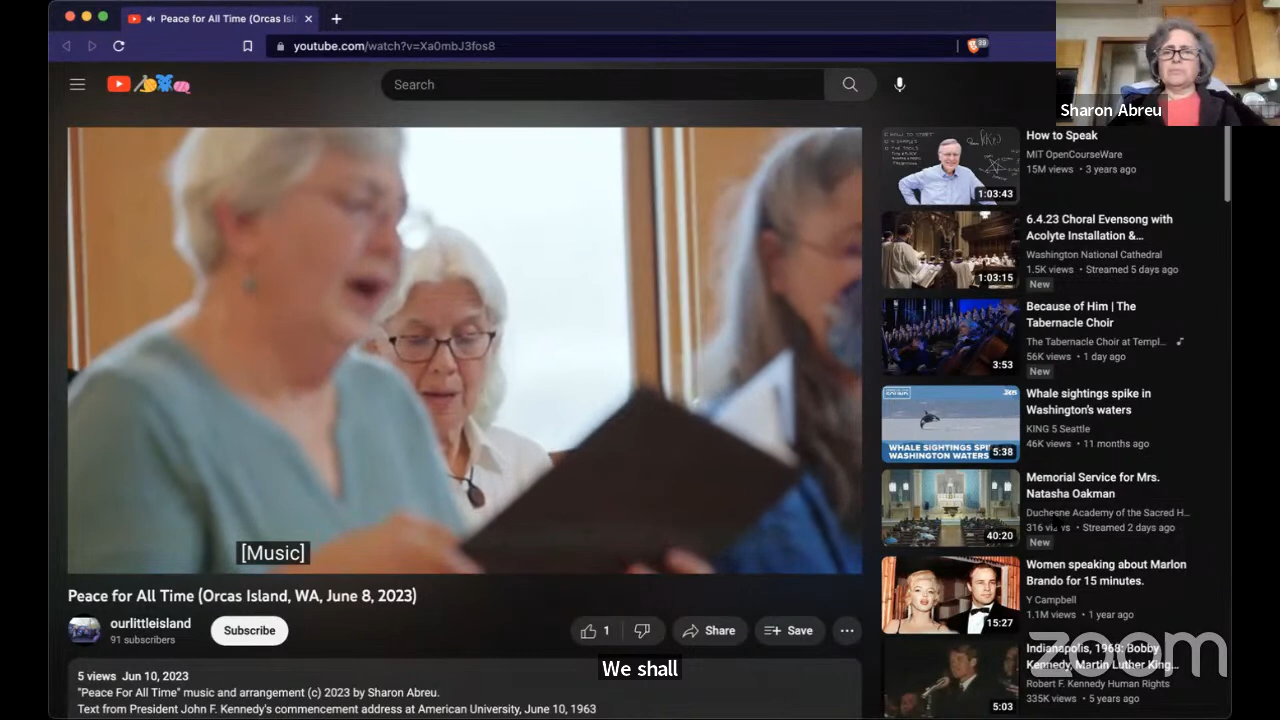 Peace for All Time (Orcas Isl
youtube.com/watch?v=Xa0mbJ3fos8
39
Search
Sharon Abreu
[Music]
Peace for All Time (Orcas Island, WA, June 8, 2023)
ourlittleisland
91 subscribers
Subscribe
1
Share
Save
5 views Jun 10, 2023
"Peace For All Time" music and arrangement (c) 2023 by Sharon Abreu.
Text from President John F. Kennedy's commencement address at American University, June 10, 1963
We shall
1:03:43
How to Speak
MIT OpenCourseWare
15M views • 3 years ago
1:03:15
6.4.23 Choral Evensong with
Acolyte Installation &…
Washington National Cathedral
1.5K views • Streamed 5 days ago
New
3:53
Because of Him | The
Tabernacle Choir
The Tabernacle Choir at Templ…
56K views • 1 day ago
New
WHALE SIGHTINGS SPI
WASHINGTON WATERS
5:38
Whale sightings spike in
Washington's waters
KING 5 Seattle
46K views • 11 months ago
40:20
Memorial Service for Mrs.
Natasha Oakman
Duchesne Academy of the Sacred H…
316 views • Streamed 2 days ago
New
15:27
Women speaking about Marlon
Brando for 15 minutes.
Y Campbell
1.1M views • 1 year ago
5:03
Indianapolis, 1968: Bobby
Kennedy, Martin Luther King…
Robert F. Kennedy Human Rights
335K views • 5 years ago
zoom